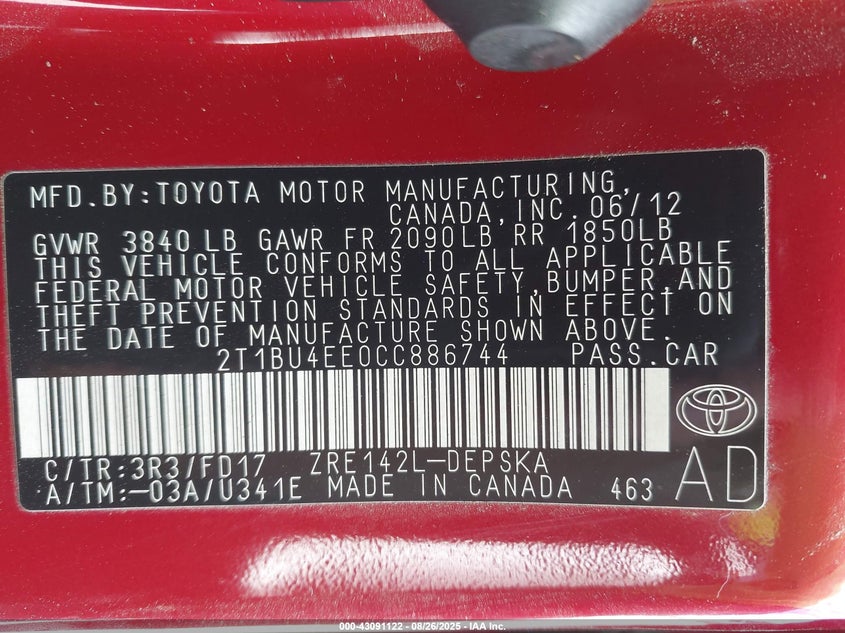 MFD.BY:TOYOTA MOTOR MANUFACTURING,
CANADA,INC. 06/12
GVWR 3840 LB GAWR FR 2090LB RR 1850LB
THIS VEHICLE CONFORMS TO ALL APPLICABLE
FEDERAL MOTOR VEHICLE SAFETY,BUMPER,AND
THEFT PREVENTION STANDARDS IN EFFECT ON
THE DATE OF MANUFACTURE SHOWN ABOVE.
2T1BU4EE0CC886744 PASS.CAR
C/TR:3R3/FD17 ZRE142L-DEPSKA
A/TM:-03A/U341E MADE IN CANADA 463 AD
000-43091122 - 08/26/2025 - IAA Inc.